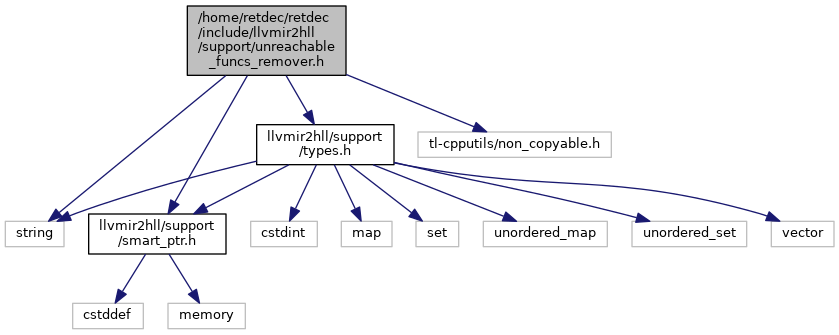 /home/retdec/retdec
/include/llvmir2hll
/support/unreachable
_funcs_remover.h
llvmir2hll/support
/types.h
tl-cpputils/non_copyable.h
string
llvmir2hll/support
/smart_ptr.h
cstdint
map
set
unordered_map
unordered_set
vector
cstddef
memory